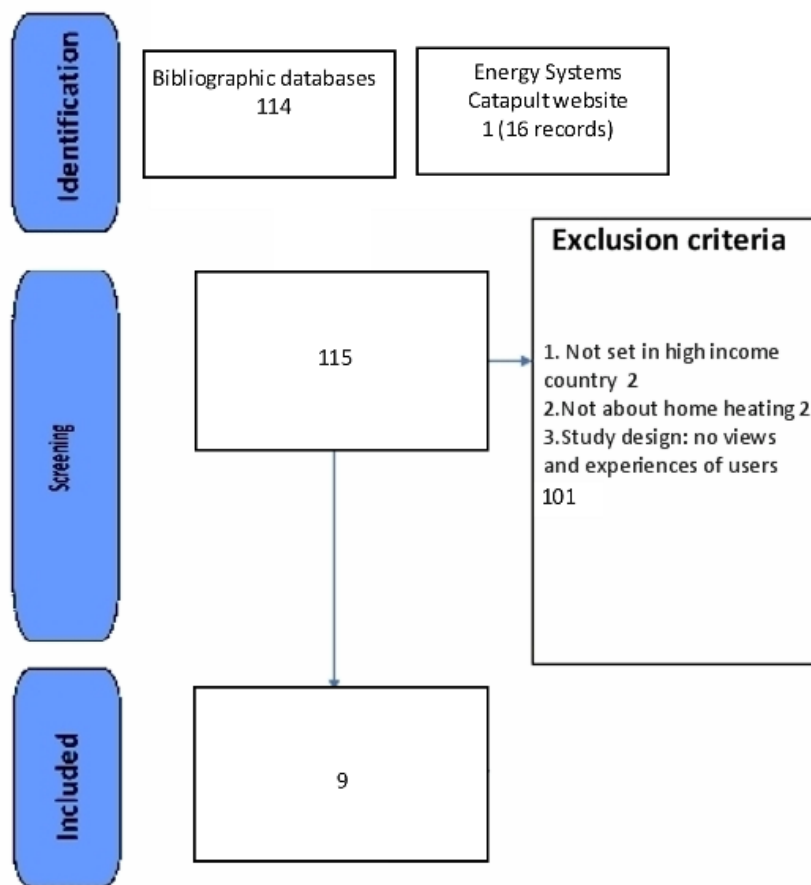 Identification
Bibliographic databases
114
Energy Systems
Catapult website
1 (16 records)
Screening
115
Exclusion criteria
1. Not set in high income
country 2
2.Not about home heating 2
3.Study design: no views
and experiences of users
101
Included
9